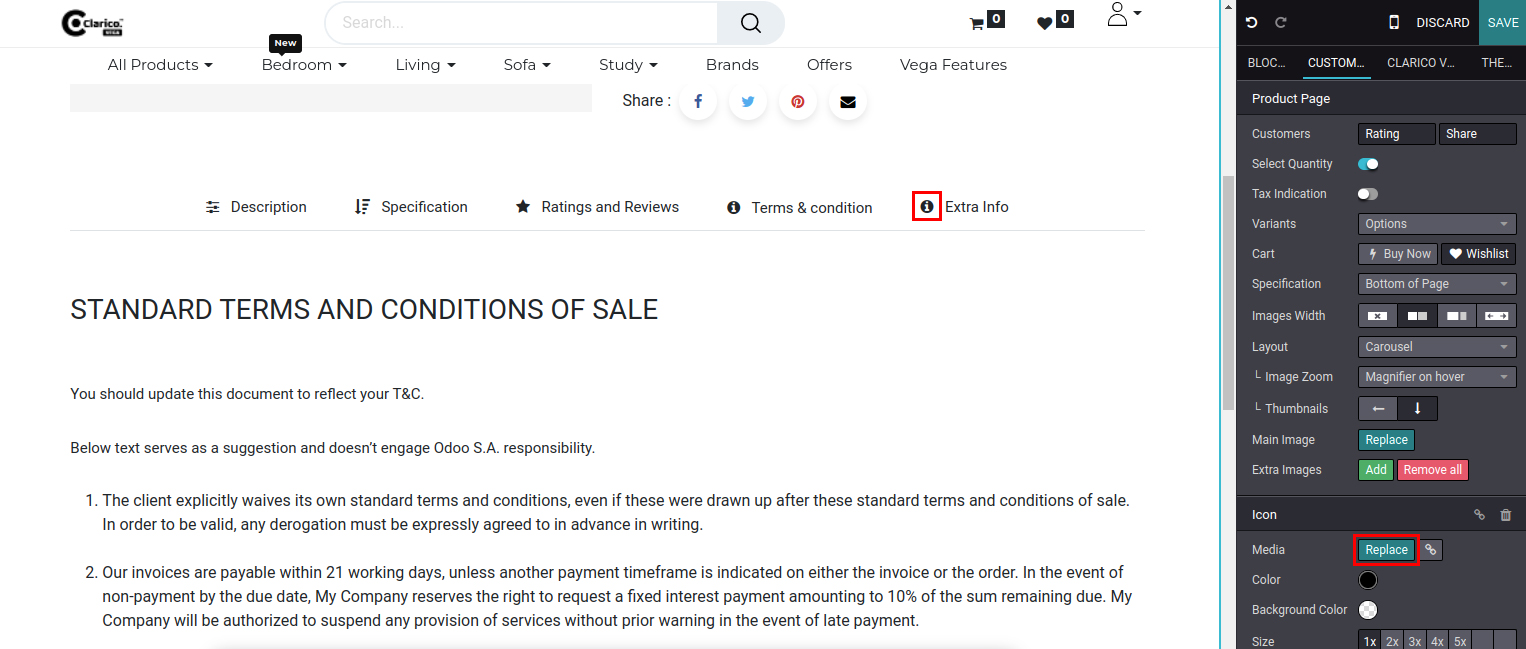 Clarico
VEGA
Search...
0
0
DISCARD
SAVE
New
All Products
Bedroom
Living
Sofa
Study
Brands
Offers
Vega Features
BLOC...
CUSTOM...
CLARICO V...
THE...
Share :
Description
Specification
Ratings and Reviews
Terms & condition
Extra Info
STANDARD TERMS AND CONDITIONS OF SALE
You should update this document to reflect your T&C.
Below text serves as a suggestion and doesn’t engage Odoo S.A. responsibility.
1. The client explicitly waives its own standard terms and conditions, even if these were drawn up after these standard terms and conditions of sale.
In order to be valid, any derogation must be expressly agreed to in advance in writing.
2. Our invoices are payable within 21 working days, unless another payment timeframe is indicated on either the invoice or the order. In the event of
non-payment by the due date, My Company reserves the right to request a fixed interest payment amounting to 10% of the sum remaining due. My
Company will be authorized to suspend any provision of services without prior warning in the event of late payment.
Product Page
Customers Rating Share
Select Quantity
Tax Indication
Variants Options
Cart Buy Now Wishlist
Specification Bottom of Page
Images Width
Layout Carousel
└ Image Zoom Magnifier on hover
└ Thumbnails
Main Image Replace
Extra Images Add Remove all
Icon
Media Replace
Color
Background Color
Size 1x 2x 3x 4x 5x